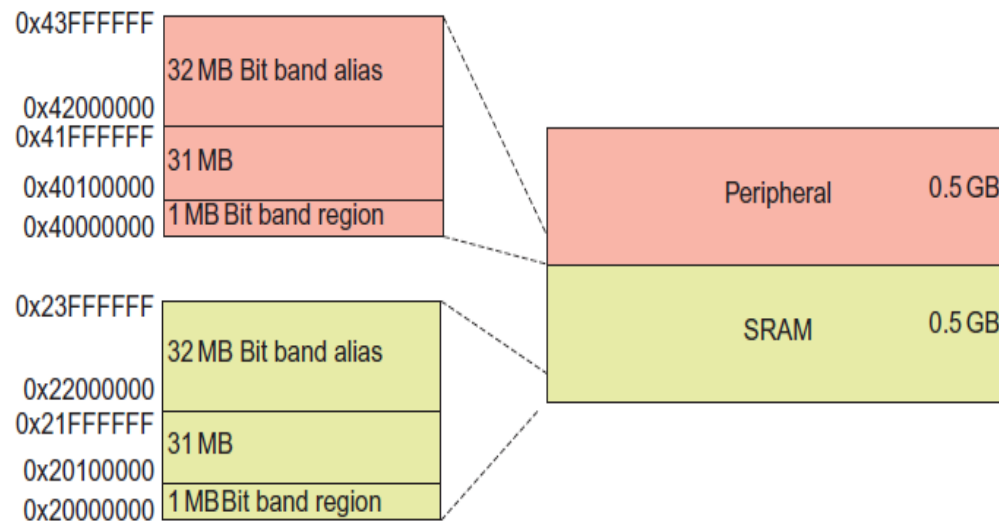 0x43FFFFFF
32 MB Bit band alias
0x42000000
0x41FFFFFF
31 MB
0x40100000
1 MB Bit band region
0x40000000
Peripheral 0.5 GB
0x23FFFFFF
SRAM 0.5 GB
32 MB Bit band alias
0x22000000
0x21FFFFFF
31 MB
0x20100000
1 MB Bit band region
0x20000000